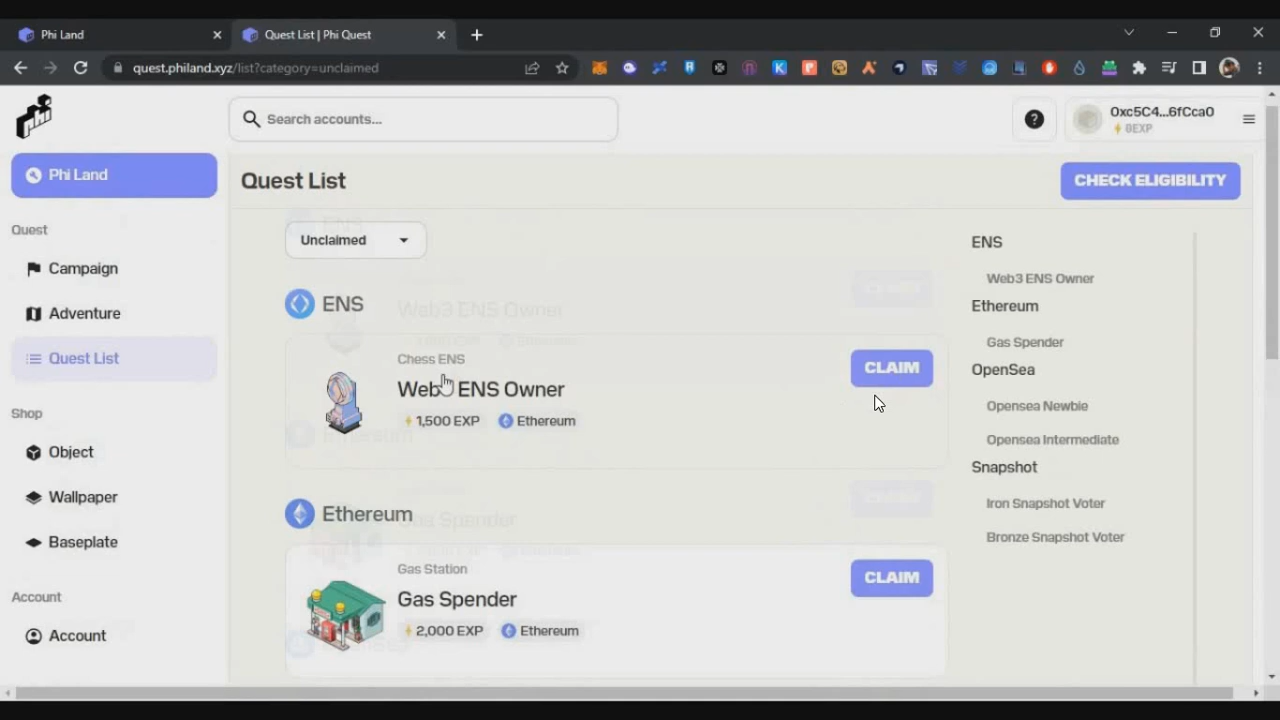 Phi Land
Quest List | Phi Quest
quest.philand.xyz/list?category=unclaimed
Search accounts...
0xc5C4...6fCca0
0EXP
Phi Land
Quest List
CHECK ELIGIBILITY
Quest
Campaign
Adventure
Quest List
Shop
Object
Wallpaper
Baseplate
Account
Account
Unclaimed
ENS
Chess ENS
Web3 ENS Owner
1,500 EXP
Ethereum
CLAIM
Ethereum
Gas Station
Gas Spender
2,000 EXP
Ethereum
CLAIM
ENS
Web3 ENS Owner
Ethereum
Gas Spender
OpenSea
Opensea Newbie
Opensea Intermediate
Snapshot
Iron Snapshot Voter
Bronze Snapshot Voter